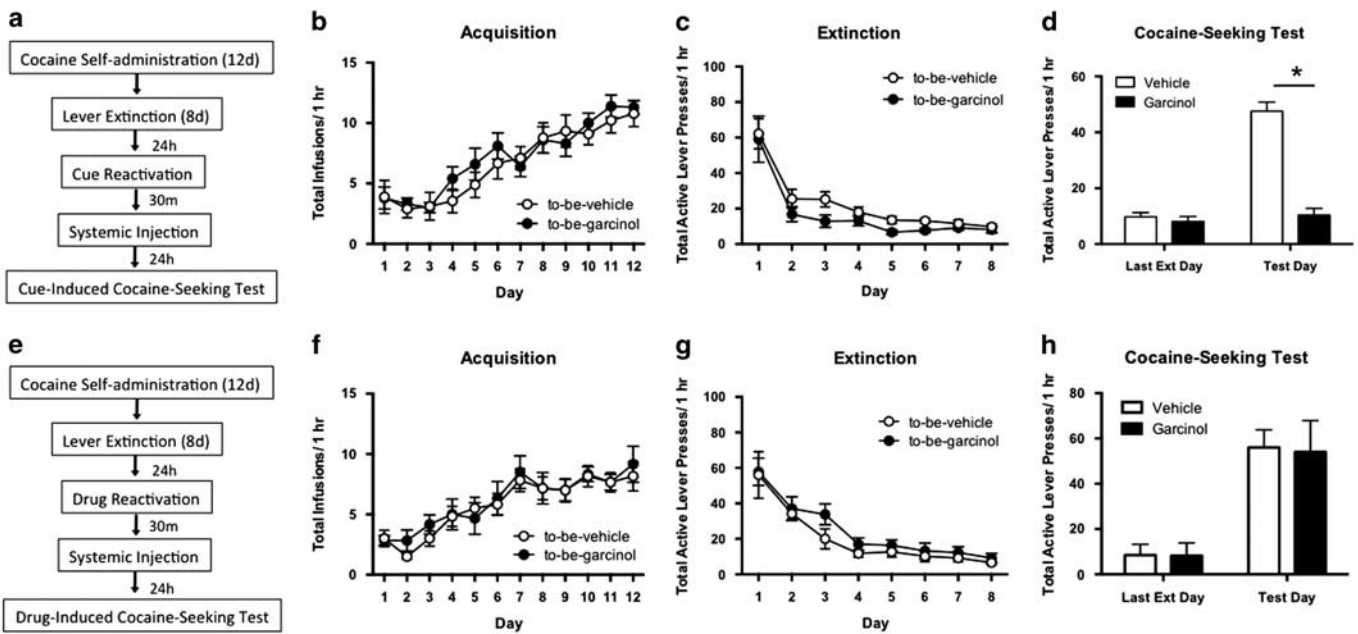 a
Cocaine Self-administration (12d)
Lever Extinction (8d)
24h
Cue Reactivation
30m
Systemic Injection
24h
Cue-Induced Cocaine-Seeking Test
b
Acquisition
Total Infusions/ 1 hr
15
10
5
0
to-be-vehicle
to-be-garcinol
1 2 3 4 5 6 7 8 9 10 11 12
Day
c
Extinction
Total Active Lever Presses/ 1 hr
100
80
60
40
20
0
to-be-vehicle
to-be-garcinol
1 2 3 4 5 6 7 8
Day
d
Cocaine-Seeking Test
Total Active Lever Presses/ 1 hr
60
40
20
0
Vehicle
Garcinol
*
Last Ext Day Test Day
e
Cocaine Self-administration (12d)
Lever Extinction (8d)
24h
Drug Reactivation
30m
Systemic Injection
24h
Drug-Induced Cocaine-Seeking Test
f
Acquisition
Total Infusions/ 1 hr
15
10
5
0
to-be-vehicle
to-be-garcinol
1 2 3 4 5 6 7 8 9 10 11 12
Day
g
Extinction
Total Active Lever Presses/ 1 hr
100
80
60
40
20
0
to-be-vehicle
to-be-garcinol
1 2 3 4 5 6 7 8
Day
h
Cocaine-Seeking Test
Total Active Lever Presses/ 1 hr
80
60
40
20
0
Vehicle
Garcinol
Last Ext Day Test Day